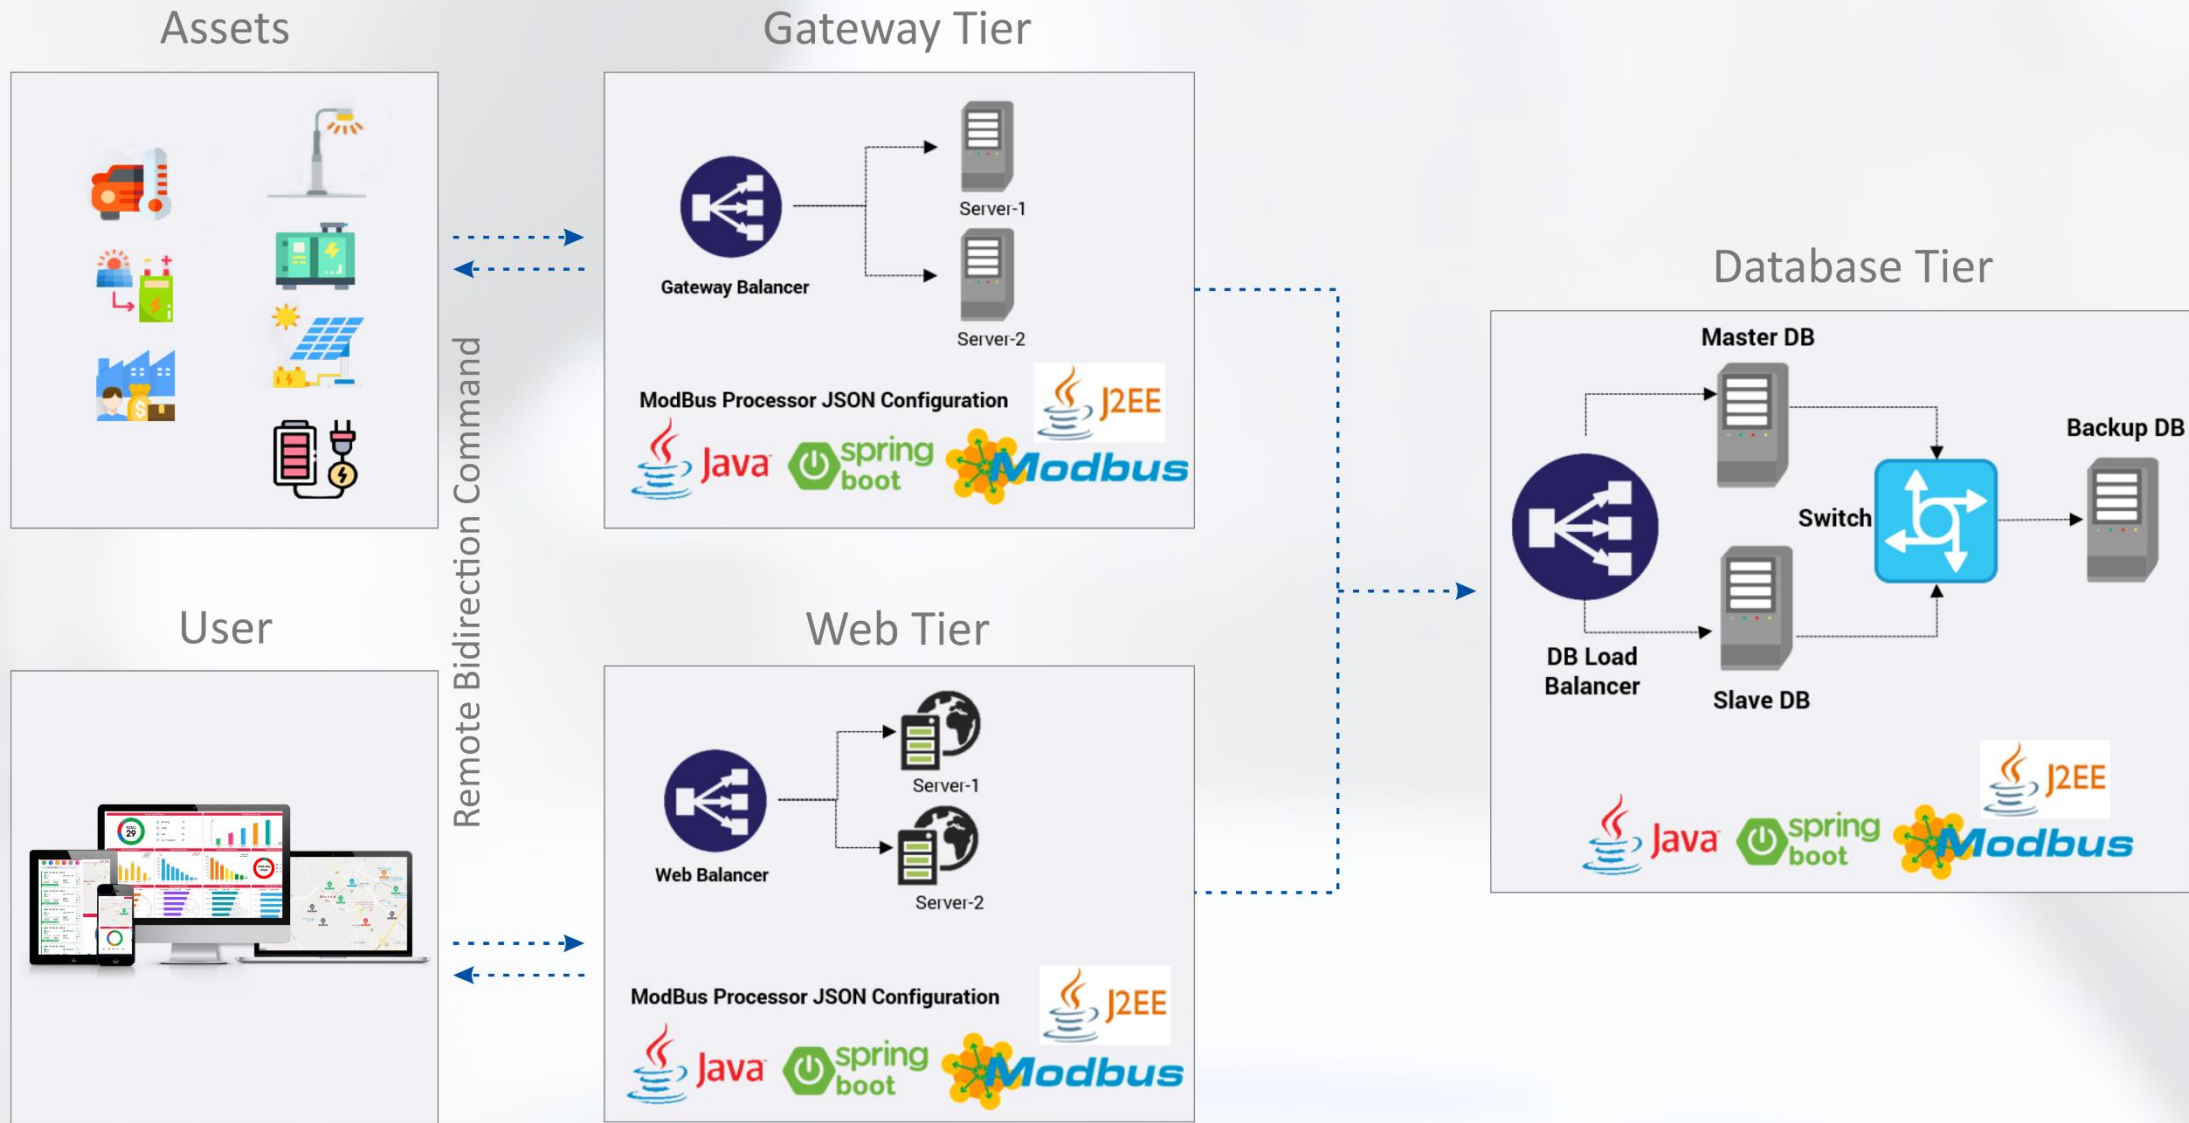 Assets
Gateway Tier
Server-1
Gateway Balancer
Server-2
ModBus Processor JSON Configuration
J2EE
Java
spring
boot
Modbus
Remote Bidirection Command
Database Tier
Master DB
Backup DB
Switch
DB Load
Balancer
Slave DB
J2EE
Java
spring
boot
Modbus
User
29
Web Tier
Server-1
Web Balancer
Server-2
ModBus Processor JSON Configuration
J2EE
Java
spring
boot
Modbus